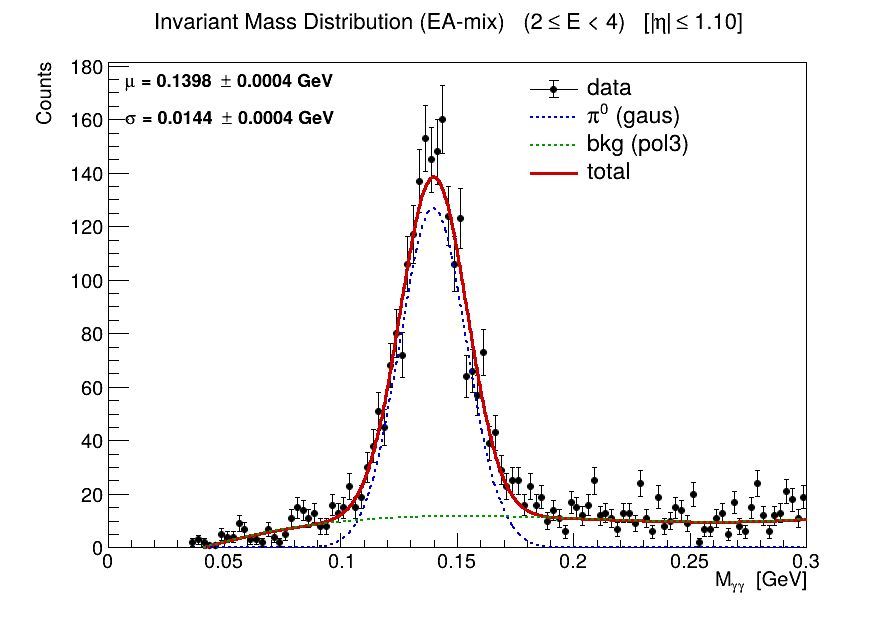 Invariant Mass Distribution (EA-mix) (2 ≤ E < 4) [|η| ≤ 1.10]
Counts
μ = 0.1398 ± 0.0004 GeV
σ = 0.0144 ± 0.0004 GeV
data
π⁰ (gaus)
bkg (pol3)
total
180
160
140
120
100
80
60
40
20
0
0 0.05 0.1 0.15 0.2 0.25 0.3
Mγγ [GeV]